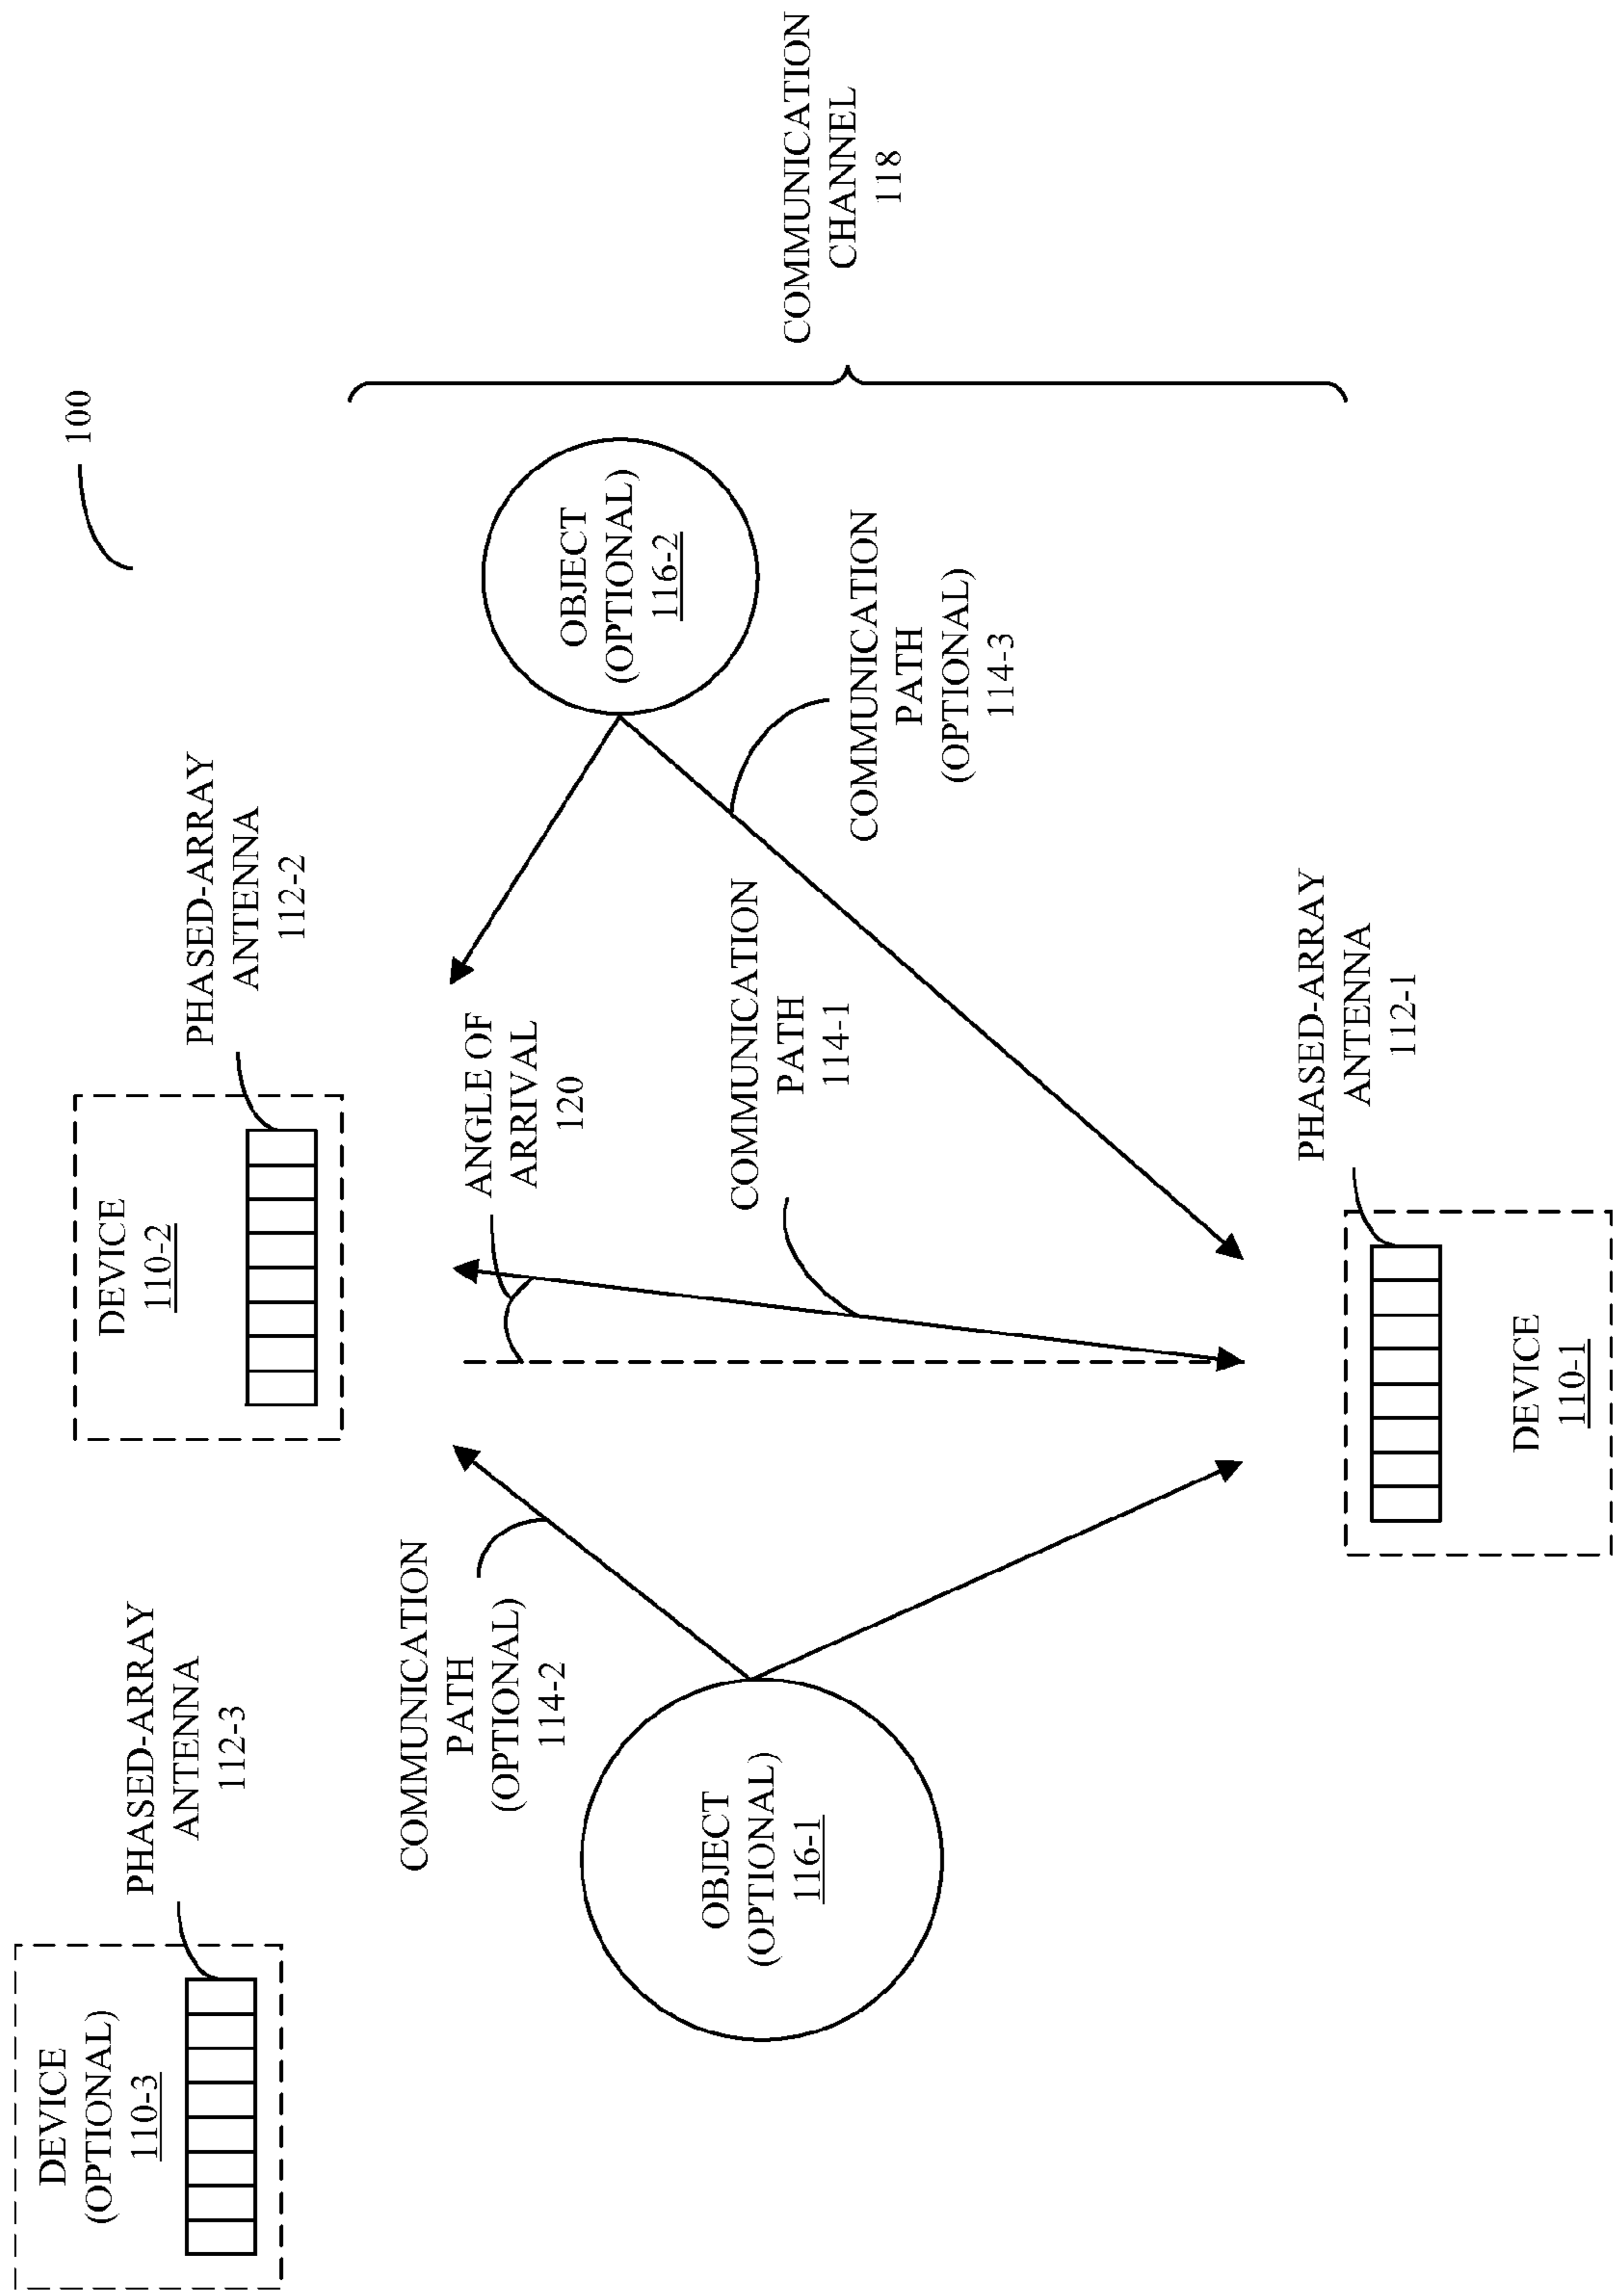 100
DEVICE
(OPTIONAL)
110-3
PHASED-ARRAY
ANTENNA
112-3
DEVICE
110-2
PHASED-ARRAY
ANTENNA
112-2
COMMUNICATION
PATH
(OPTIONAL)
114-2
ANGLE OF
ARRIVAL
120
OBJECT
(OPTIONAL)
116-2
OBJECT
(OPTIONAL)
116-1
COMMUNICATION
PATH
114-1
COMMUNICATION
PATH
(OPTIONAL)
114-3
COMMUNICATION
CHANNEL
118
PHASED-ARRAY
ANTENNA
112-1
DEVICE
110-1